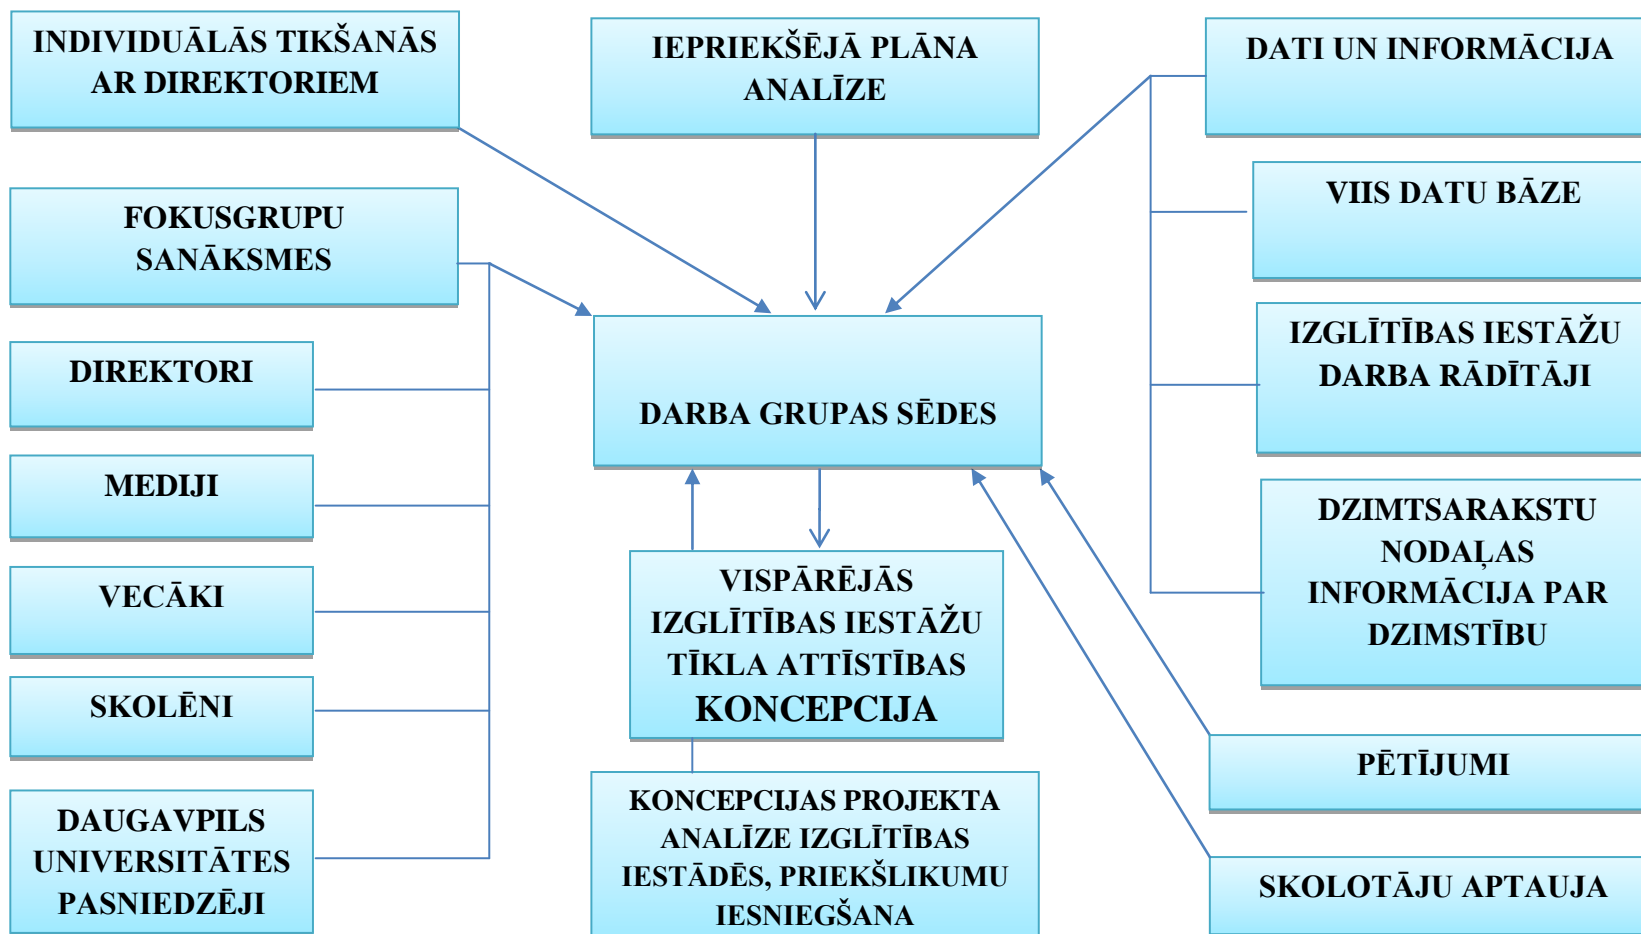 INDIVIDUĀLĀS TIKŠANĀS
AR DIREKTORIEM
IEPRIEKŠĒJĀ PLĀNA
ANALĪZE
DATI UN INFORMĀCIJA
FOKUSGRUPU
SANĀKSMES
VIIS DATU BĀZE
DIREKTORI
DARBA GRUPAS SĒDES
IZGLĪTĪBAS IESTĀŽU
DARBA RĀDĪTĀJI
MEDIJI
VECĀKI
VISPĀRĒJĀS
IZGLĪTĪBAS IESTĀŽU
TĪKLA ATTĪSTĪBAS
KONCEPCIJA
DZIMTSARAKSTU
NODAĻAS
INFORMĀCIJA PAR
DZIMSTĪBU
SKOLĒNI
PĒTĪJUMI
DAUGAVPILS
UNIVERSITĀTES
PASNIEDZĒJI
KONCEPCIJAS PROJEKTA
ANALĪZE IZGLĪTĪBAS
IESTĀDĒS, PRIEKŠLIKUMU
IESNIEGŠANA
SKOLOTĀJU APTAUJA